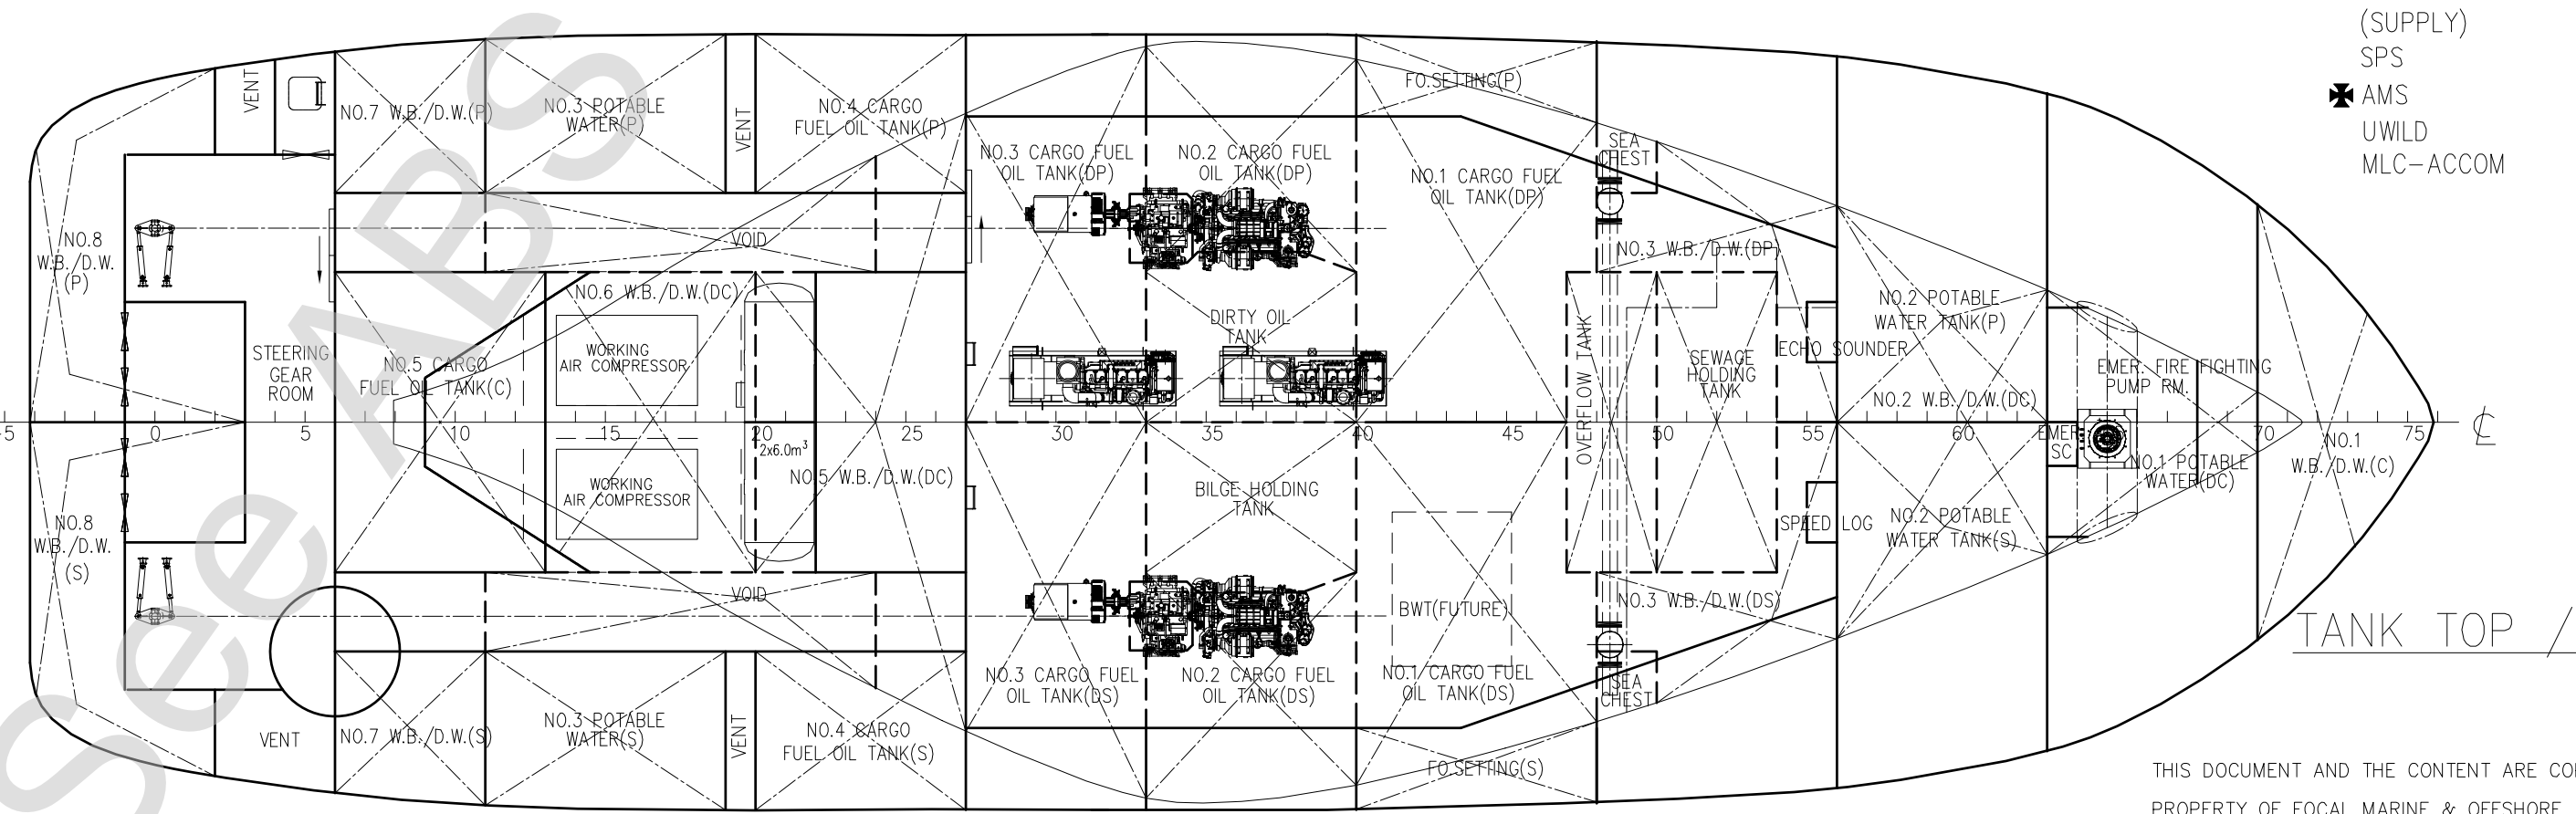 (SUPPLY)
SPS
AMS
UWILD
MLC-ACCOM
VENT
NO.7 W.B./D.W.(P)
NO.3 POTABLE
WATER(P)
VENT
NO.4 CARGO
FUEL OIL TANK(P)
NO.3 CARGO FUEL
OIL TANK(DP)
NO.2 CARGO FUEL
OIL TANK(DP)
FO.SETTING(P)
NO.1 CARGO FUEL
OIL TANK(DP)
SEA
CHEST
NO.8
W.B./D.W.
(P)
VOID
NO.3 W.B./D.W.(DP)
STEERING
GEAR
ROOM
NO.5 CARGO
FUEL OIL TANK(C)
NO.6 W.B./D.W.(DC)
WORKING
AIR COMPRESSOR
DIRTY OIL
TANK
OVERFLOW TANK
SEWAGE
HOLDING
TANK
ECHO SOUNDER
NO.2 POTABLE
WATER TANK(P)
NO.2 W.B./D.W.(DC)
EMER. FIRE FIGHTING
PUMP RM.
-5 0 5 10 15 20 25 30 35 40 45 50 55 60 70 75 ℄
2x6.0m³
NO.5 W.B./D.W.(DC)
EMER
SC
NO.1 POTABLE
WATER(DC)
NO.1
W.B./D.W.(C)
WORKING
AIR COMPRESSOR
BILGE HOLDING
TANK
SPEED LOG
NO.2 POTABLE
WATER TANK(S)
NO.8
W.B./D.W.
(S)
VOID
BWT(FUTURE)
NO.3 W.B./D.W.(DS)
TANK TOP /
VENT
NO.7 W.B./D.W.(S)
NO.3 POTABLE
WATER(S)
VENT
NO.4 CARGO
FUEL OIL TANK(S)
NO.3 CARGO FUEL
OIL TANK(DS)
NO.2 CARGO FUEL
OIL TANK(DS)
NO.1 CARGO FUEL
OIL TANK(DS)
SEA
CHEST
FO.SETTING(S)
THIS DOCUMENT AND THE CONTENT ARE
PROPERTY OF FOCAL MARINE & OFFSHORE
See ABS